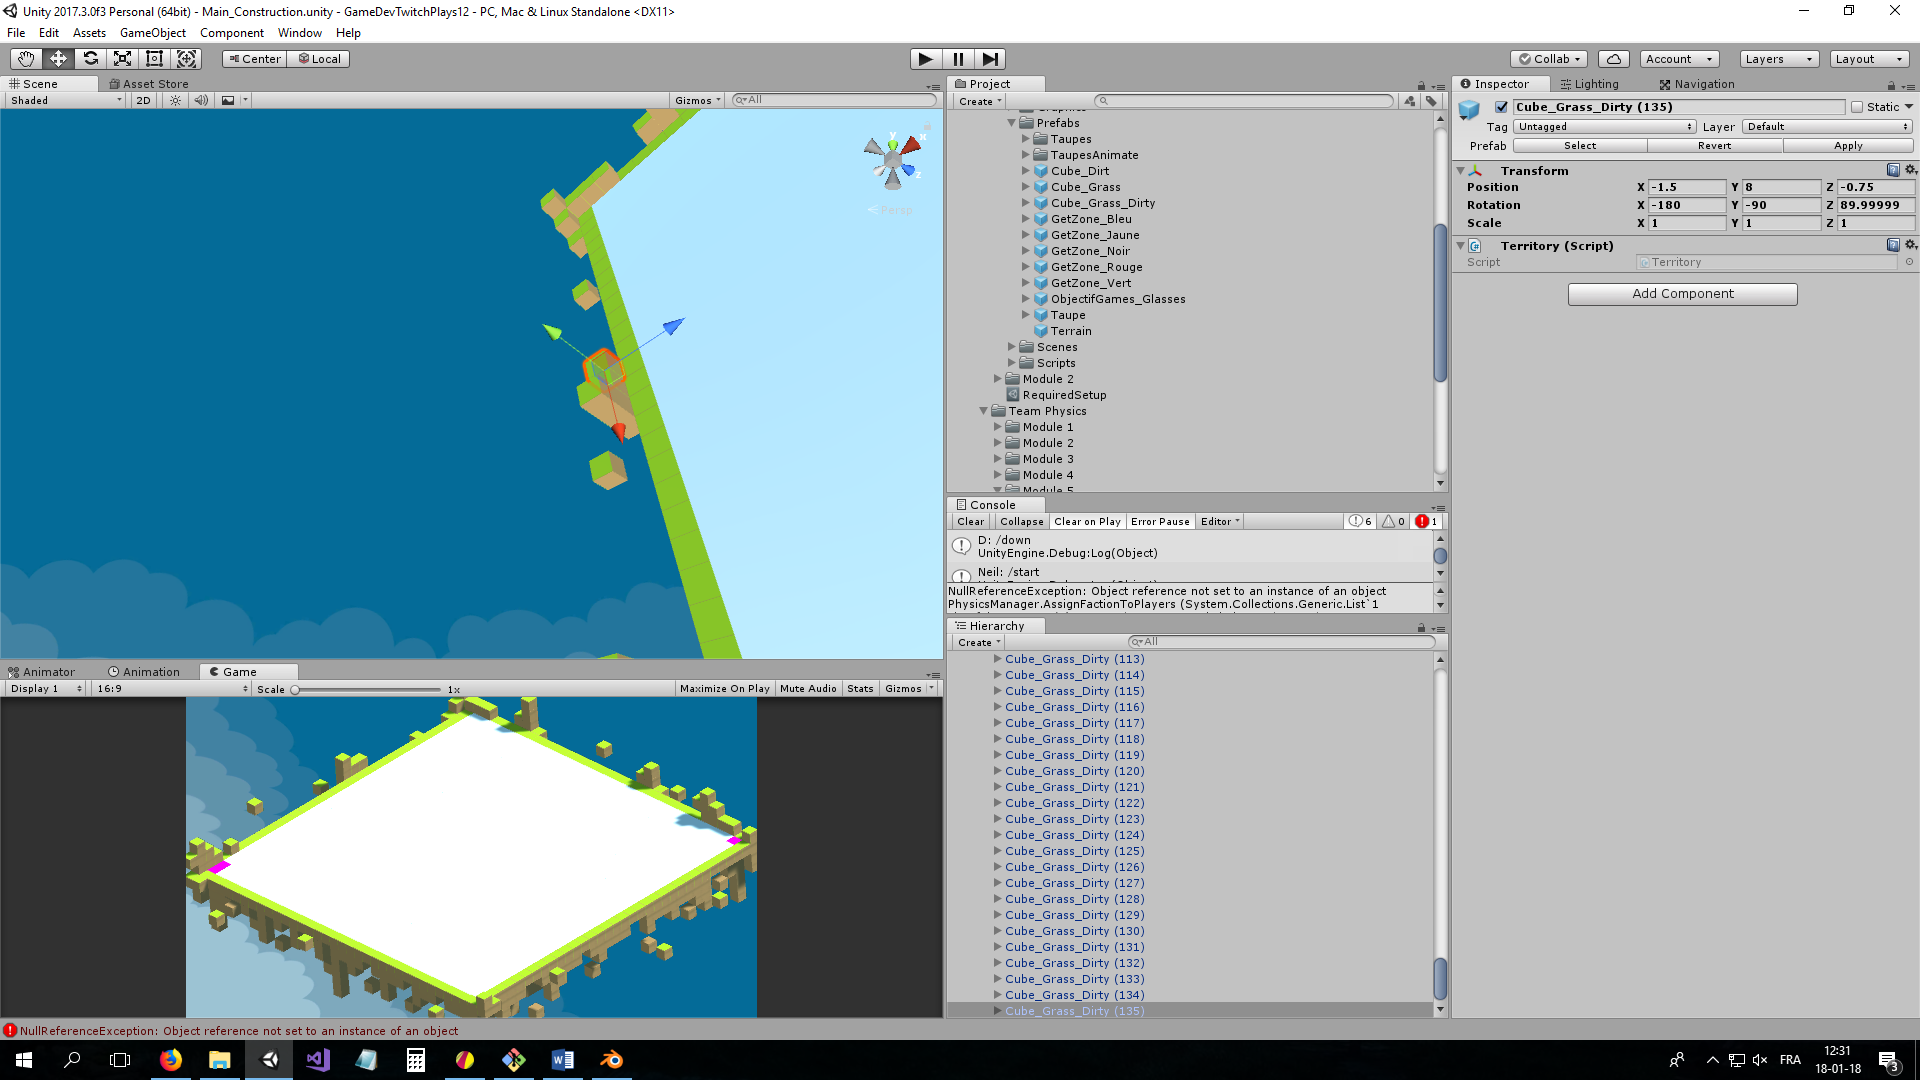 Unity 2017.3.0f3 Personal (64bit) - Main_Construction.unity - GameDevTwitchPlays12 - PC, Mac & Linux Standalone <DX11>
File Edit Assets GameObject Component Window Help
Center Local
Collab Account Layers Layout
Scene Asset Store
Shaded 2D Gizmos All
y x z
Persp
Project
Create
Prefabs
Taupes
TaupesAnimate
Cube_Dirt
Cube_Grass
Cube_Grass_Dirty
GetZone_Bleu
GetZone_Jaune
GetZone_Noir
GetZone_Rouge
GetZone_Vert
ObjectifGames_Glasses
Taupe
Terrain
Scenes
Scripts
Module 2
RequiredSetup
Team Physics
Module 1
Module 2
Module 3
Module 4
Module 5
Console
Clear Collapse Clear on Play Error Pause Editor 6 0 1
D: /down
UnityEngine.Debug:Log(Object)
Neil: /start
NullReferenceException: Object reference not set to an instance of an object
PhysicsManager.AssignFactionToPlayers (System.Collections.Generic.List`1
Hierarchy
Create All
Cube_Grass_Dirty (113)
Cube_Grass_Dirty (114)
Cube_Grass_Dirty (115)
Cube_Grass_Dirty (116)
Cube_Grass_Dirty (117)
Cube_Grass_Dirty (118)
Cube_Grass_Dirty (119)
Cube_Grass_Dirty (120)
Cube_Grass_Dirty (121)
Cube_Grass_Dirty (122)
Cube_Grass_Dirty (123)
Cube_Grass_Dirty (124)
Cube_Grass_Dirty (125)
Cube_Grass_Dirty (126)
Cube_Grass_Dirty (127)
Cube_Grass_Dirty (128)
Cube_Grass_Dirty (129)
Cube_Grass_Dirty (130)
Cube_Grass_Dirty (131)
Cube_Grass_Dirty (132)
Cube_Grass_Dirty (133)
Cube_Grass_Dirty (134)
Cube_Grass_Dirty (135)
Inspector Lighting Navigation
Cube_Grass_Dirty (135) Static
Tag Untagged Layer Default
Prefab Select Revert Apply
Transform
Position X -1.5 Y 8 Z -0.75
Rotation X -180 Y -90 Z 89.99999
Scale X 1 Y 1 Z 1
Territory (Script)
Script Territory
Add Component
Animator Animation Game
Display 1 16:9 Scale 1x Maximize On Play Mute Audio Stats Gizmos
NullReferenceException: Object reference not set to an instance of an object
FRA
12:31
18-01-18
3